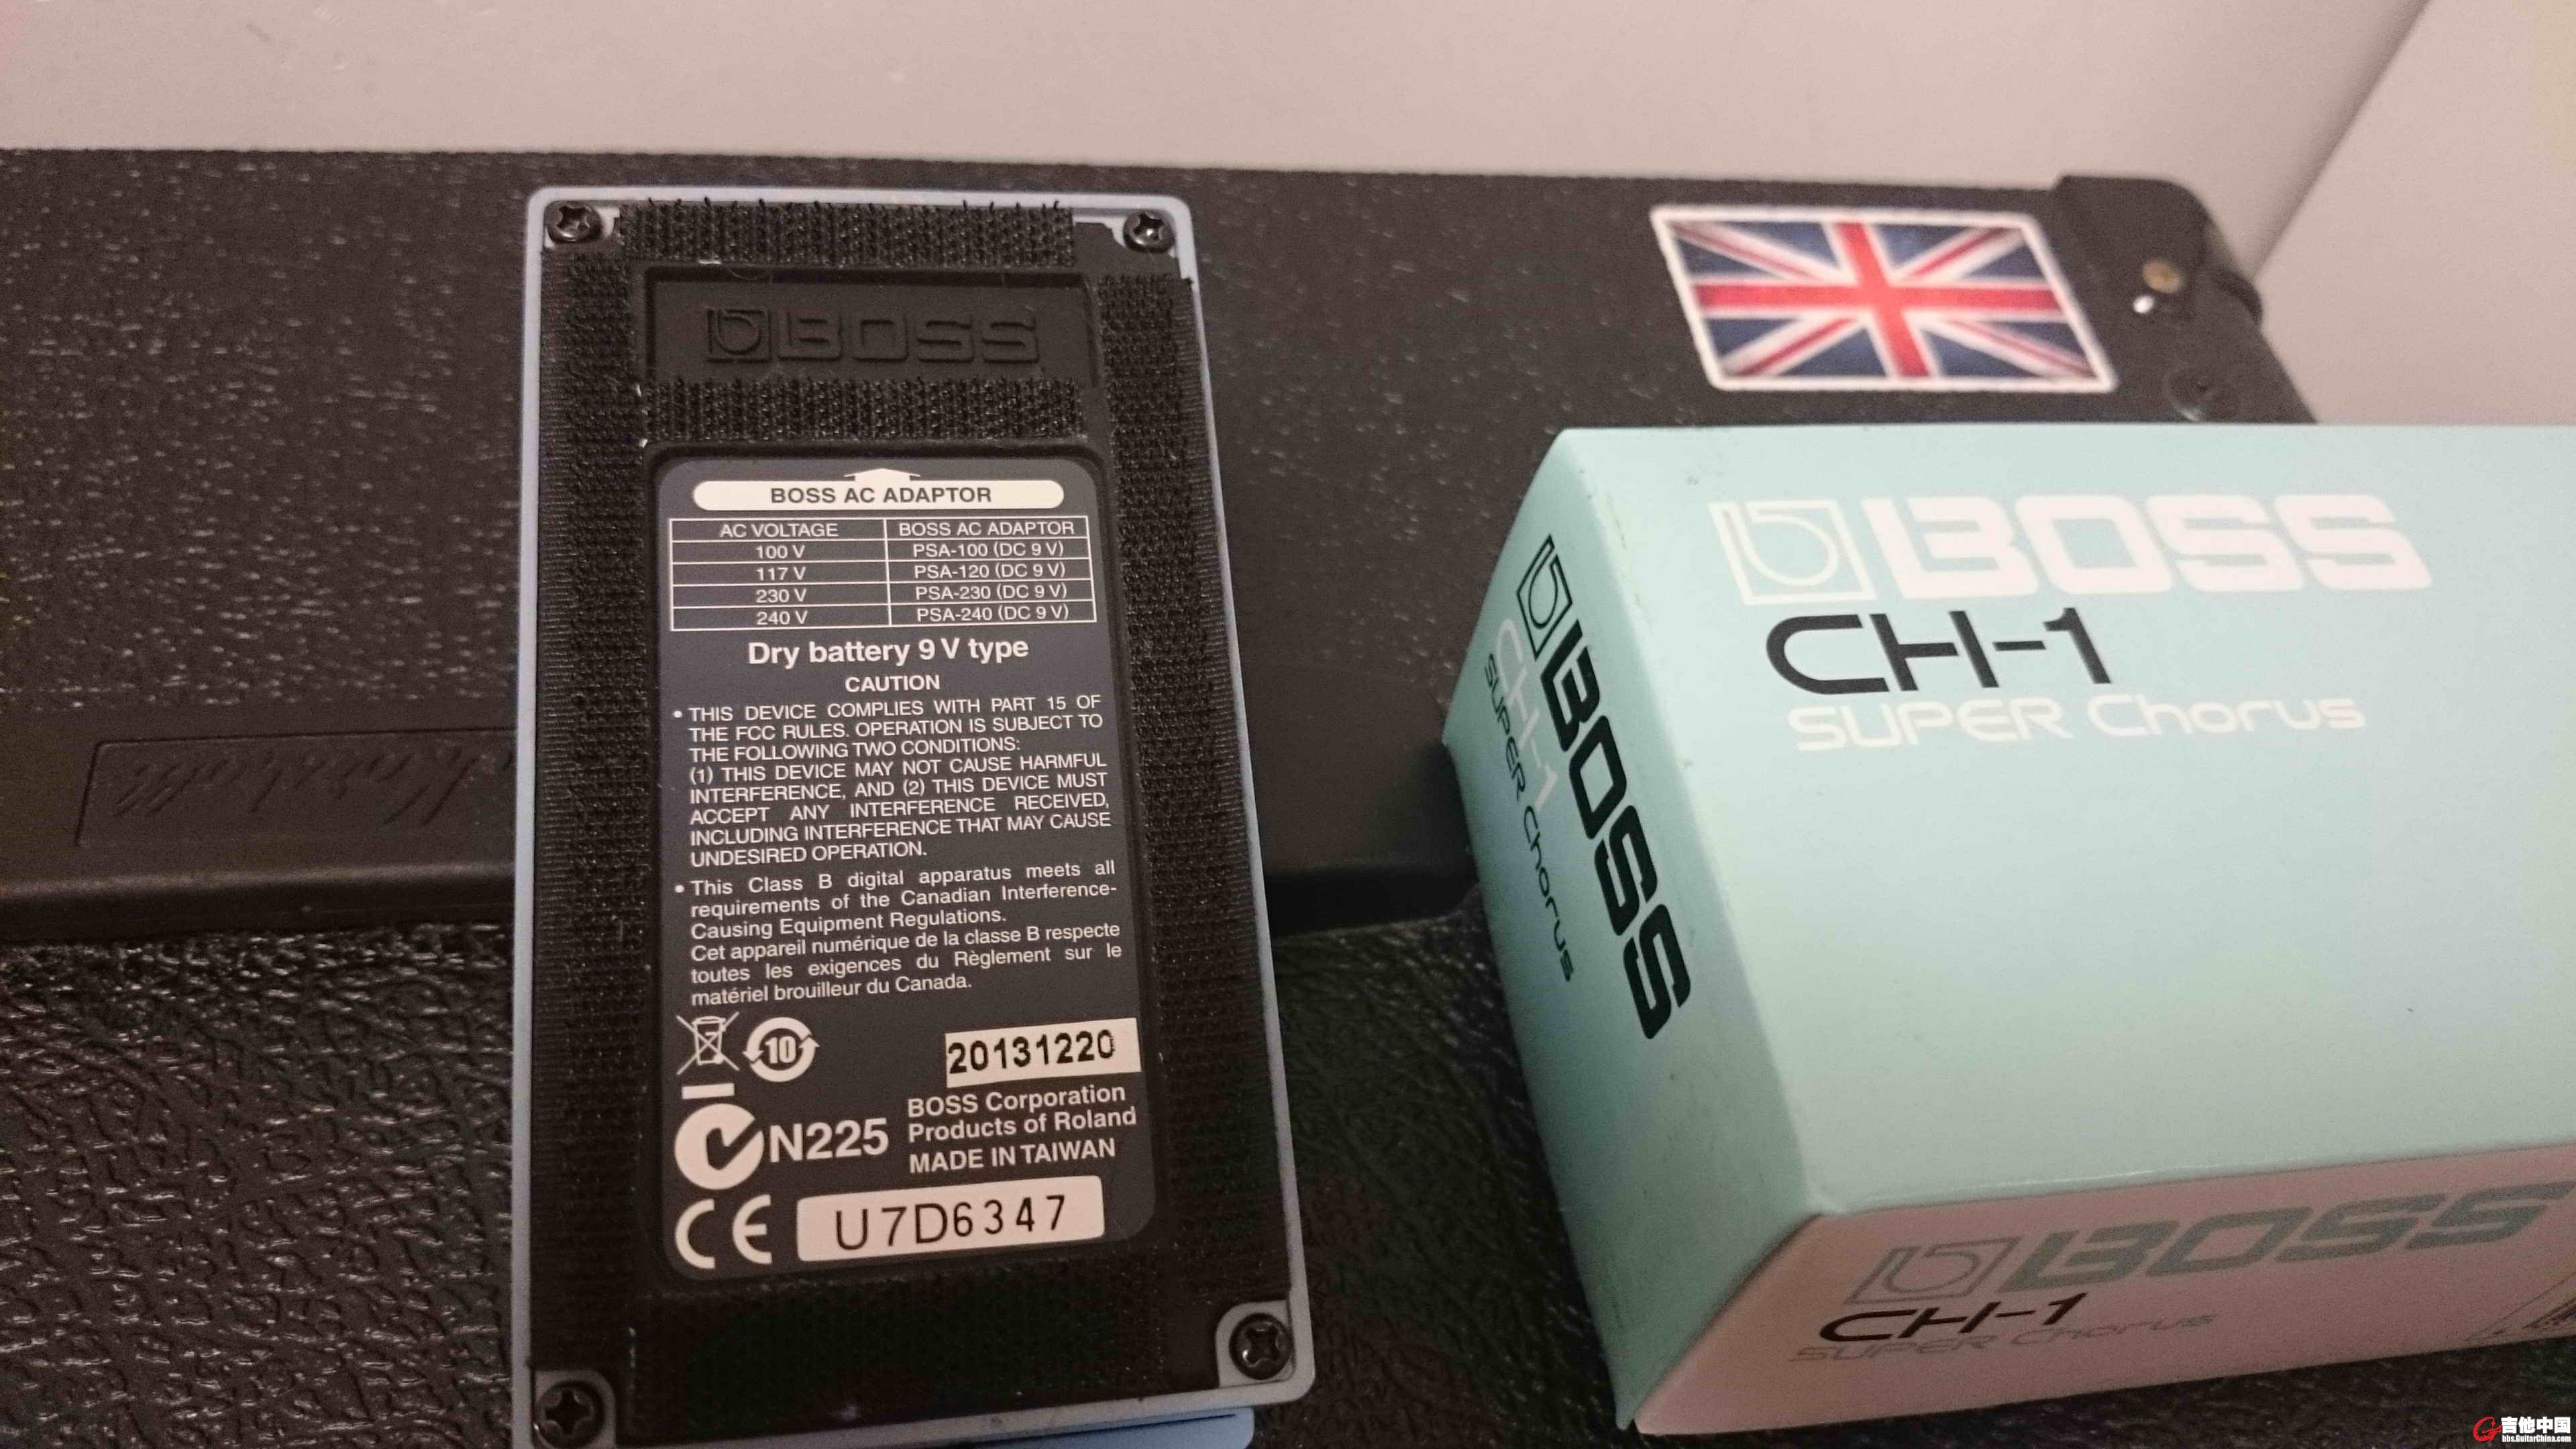 BOSS
BOSS AC ADAPTOR
AC VOLTAGE BOSS AC ADAPTOR
100 V PSA-100 (DC 9 V)
117 V PSA-120 (DC 9 V)
230 V PSA-230 (DC 9 V)
240 V PSA-240 (DC 9 V)
Dry battery 9 V type
CAUTION
• THIS DEVICE COMPLIES WITH PART 15 OF
THE FCC RULES. OPERATION IS SUBJECT TO
THE FOLLOWING TWO CONDITIONS:
(1) THIS DEVICE MAY NOT CAUSE HARMFUL
INTERFERENCE, AND (2) THIS DEVICE MUST
ACCEPT ANY INTERFERENCE RECEIVED,
INCLUDING INTERFERENCE THAT MAY CAUSE
UNDESIRED OPERATION.
• This Class B digital apparatus meets all
requirements of the Canadian Interference-
Causing Equipment Regulations.
Cet appareil numérique de la classe B respecte
toutes les exigences du Règlement sur le
matériel brouilleur du Canada.
10
20131220
N225
BOSS Corporation
Products of Roland
MADE IN TAIWAN
CE
U7D6347
BOSS
CH-1
SUPER Chorus
BOSS
CH-1
SUPER Chorus
BOSS
CH-1
SUPER Chorus
Marshall
吉他中国
bbs.GuitarChina.com